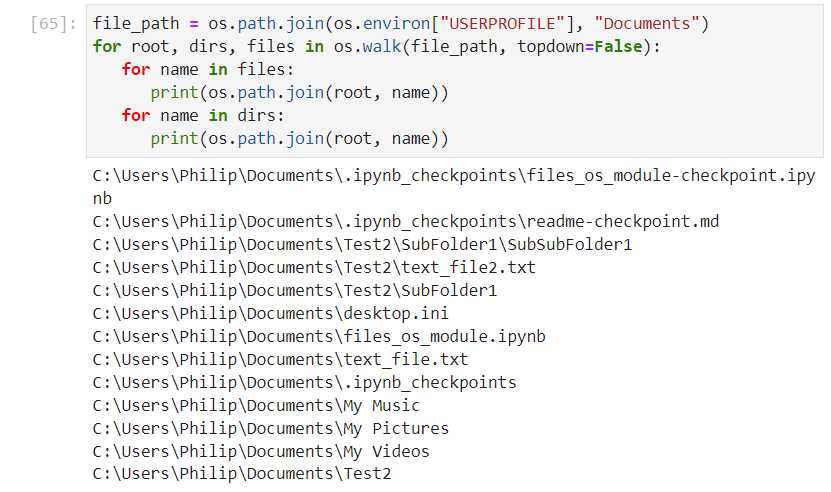 [65]: file_path = os.path.join(os.environ["USERPROFILE"], "Documents")
for root, dirs, files in os.walk(file_path, topdown=False):
   for name in files:
      print(os.path.join(root, name))
   for name in dirs:
      print(os.path.join(root, name))
C:\Users\Philip\Documents\.ipynb_checkpoints\files_os_module-checkpoint.ipy
nb
C:\Users\Philip\Documents\.ipynb_checkpoints\readme-checkpoint.md
C:\Users\Philip\Documents\Test2\SubFolder1\SubSubFolder1
C:\Users\Philip\Documents\Test2\text_file2.txt
C:\Users\Philip\Documents\Test2\SubFolder1
C:\Users\Philip\Documents\desktop.ini
C:\Users\Philip\Documents\files_os_module.ipynb
C:\Users\Philip\Documents\text_file.txt
C:\Users\Philip\Documents\.ipynb_checkpoints
C:\Users\Philip\Documents\My Music
C:\Users\Philip\Documents\My Pictures
C:\Users\Philip\Documents\My Videos
C:\Users\Philip\Documents\Test2